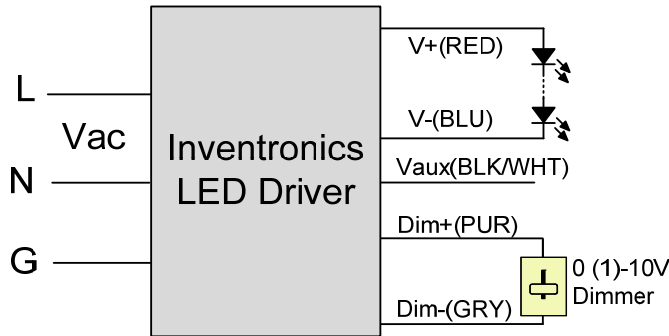 L
Vac
N
G
Inventronics
LED Driver
V+(RED)
V-(BLU)
Vaux(BLK/WHT)
Dim+(PUR)
Dim-(GRY)
0 (1)-10V
Dimmer